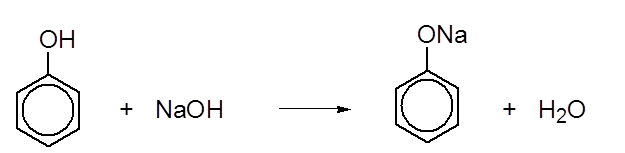 OH
ONa
+ NaOH + H₂O